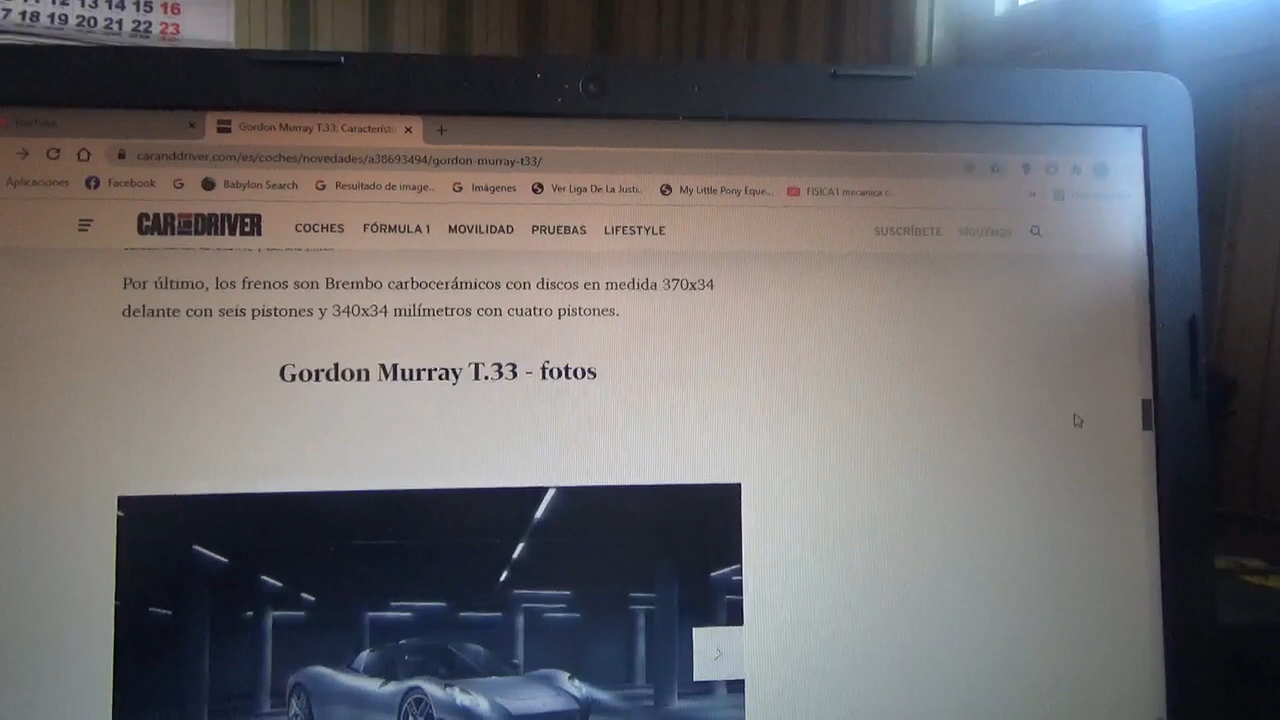 12 13 14 15 16
17 18 19 20 21 22 23
YouTube
Gordon Murray T.33: Característic
caranddriver.com/es/coches/novedades/a38693494/gordon-murray-t33/
Aplicaciones Facebook Babylon Search Resultado de image... Imágenes Ver Liga De La Justi... My Little Pony Eque... FISICA1 mecanica c...
CAR AND DRIVER COCHES FÓRMULA 1 MOVILIDAD PRUEBAS LIFESTYLE SUSCRÍBETE SÍGUENOS
Por último, los frenos son Brembo carbocerámicos con discos en medida 370x34
delante con seis pistones y 340x34 milímetros con cuatro pistones.
Gordon Murray T.33 - fotos